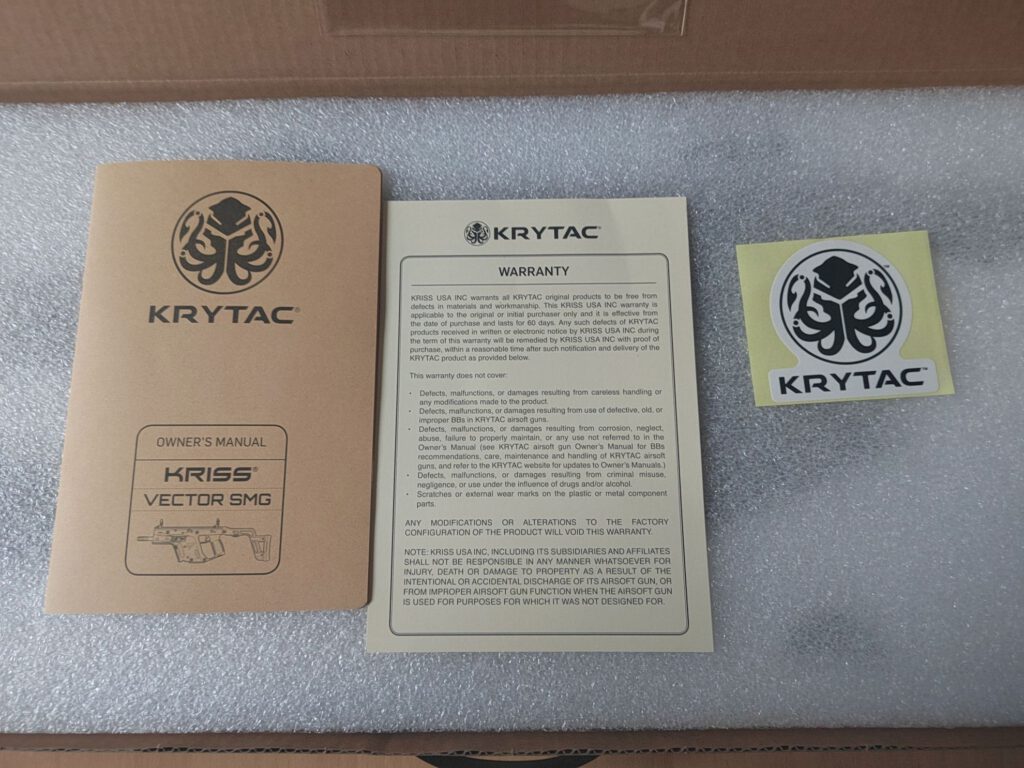 KRYTAC®
OWNER'S MANUAL
KRISS®
VECTOR SMG
KRYTAC™
WARRANTY
KRISS USA INC warrants all KRYTAC original products to be free from
defects in materials and workmanship. This KRISS USA INC warranty is
applicable to the original or initial purchaser only and it is effective from
the date of purchase and lasts for 60 days. Any such defects of KRYTAC
products received in written or electronic notice by KRISS USA INC during
the term of this warranty will be remedied by KRISS USA INC with proof of
purchase, within a reasonable time after such notification and delivery of the
KRYTAC product as provided below.
This warranty does not cover:
• Defects, malfunctions, or damages resulting from careless handling or
any modifications made to the product.
• Defects, malfunctions, or damages resulting from use of defective, old, or
improper BBs in KRYTAC airsoft guns.
• Defects, malfunctions, or damages resulting from corrosion, neglect,
abuse, failure to properly maintain, or any use not referred to in the
Owner's Manual (see KRYTAC airsoft gun Owner's Manual for BBs
recommendations, care, maintenance and handling of KRYTAC airsoft
guns, and refer to the KRYTAC website for updates to Owner's Manuals.)
• Defects, malfunctions, or damages resulting from criminal misuse,
negligence, or use under the influence of drugs and/or alcohol.
• Scratches or external wear marks on the plastic or metal component
parts.
ANY MODIFICATIONS OR ALTERATIONS TO THE FACTORY
CONFIGURATION OF THE PRODUCT WILL VOID THIS WARRANTY.
NOTE: KRISS USA INC, INCLUDING ITS SUBSIDIARIES AND AFFILIATES
SHALL NOT BE RESPONSIBLE IN ANY MANNER WHATSOEVER FOR
INJURY, DEATH OR DAMAGE TO PROPERTY AS A RESULT OF THE
INTENTIONAL OR ACCIDENTAL DISCHARGE OF ITS AIRSOFT GUN, OR
FROM IMPROPER AIRSOFT GUN FUNCTION WHEN THE AIRSOFT GUN
IS USED FOR PURPOSES FOR WHICH IT WAS NOT DESIGNED FOR.
KRYTAC™